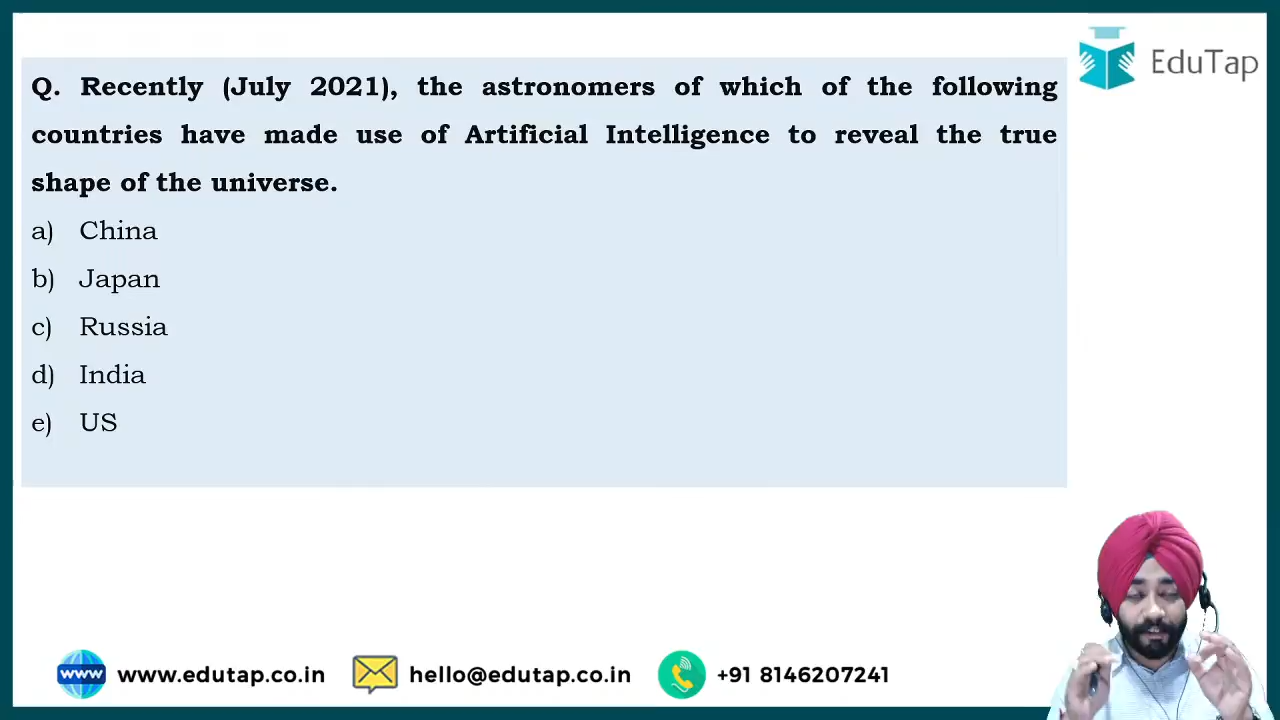 EduTap
Q. Recently (July 2021), the astronomers of which of the following
countries have made use of Artificial Intelligence to reveal the true
shape of the universe.
a) China
b) Japan
c) Russia
d) India
e) US
www www.edutap.co.in hello@edutap.co.in +91 8146207241